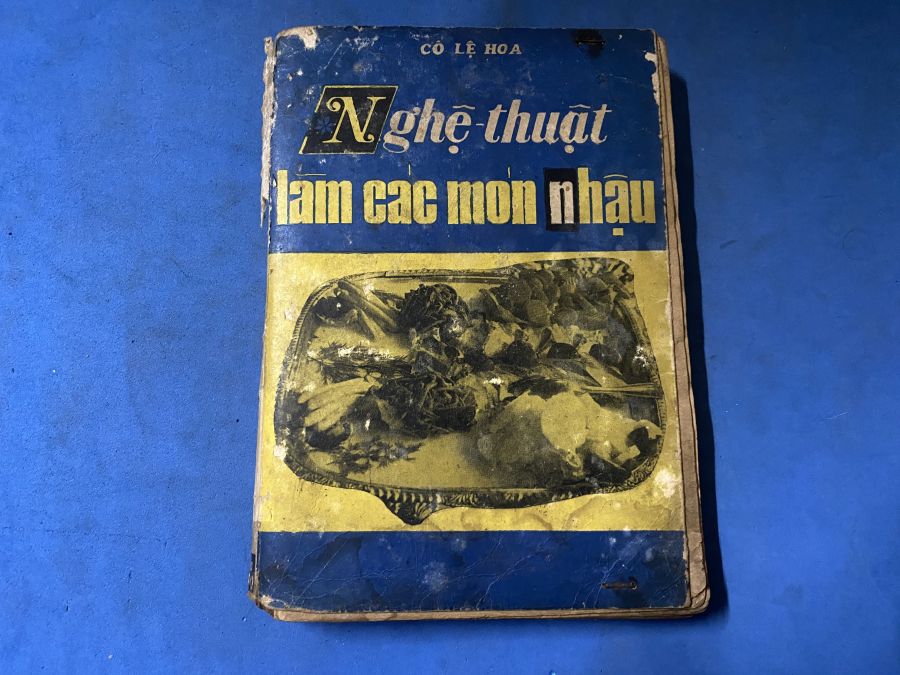 CÔ LỆ HOA
Nghệ-thuật
làm các món nhậu